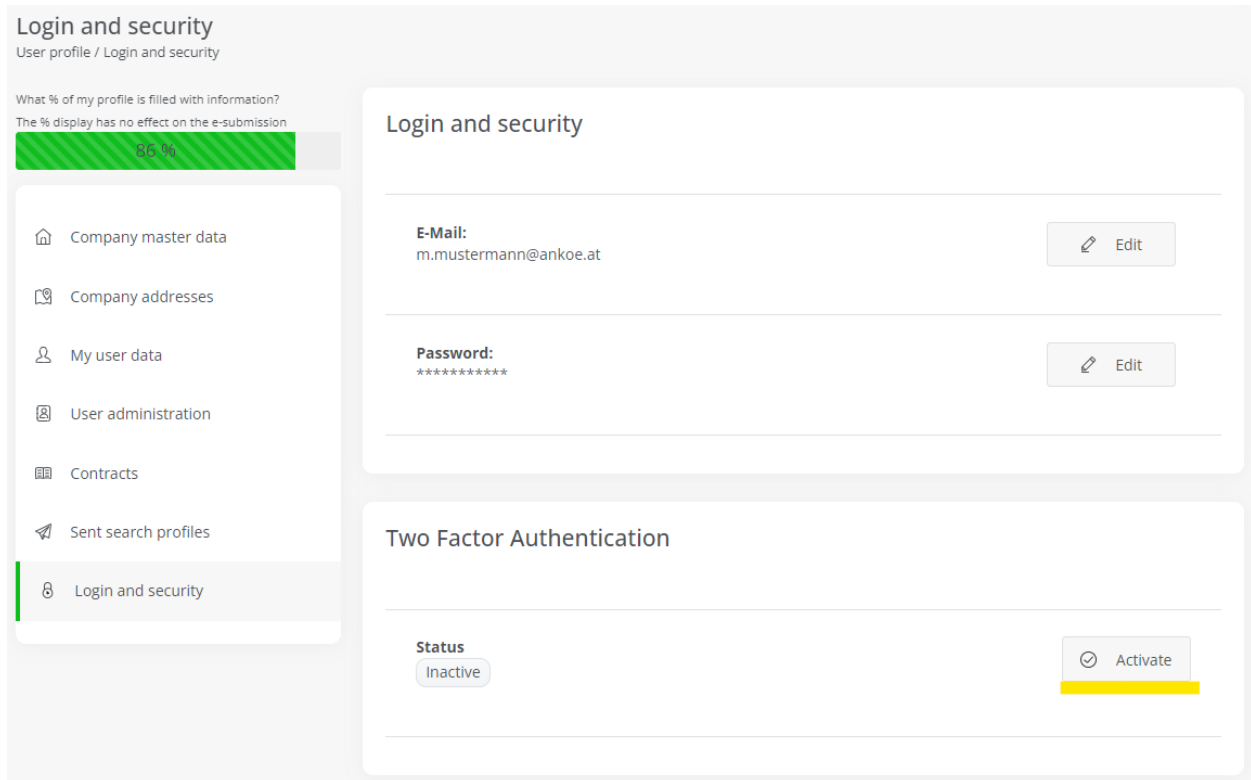 Login and security
User profile / Login and security
What % of my profile is filled with information?
The % display has no effect on the e-submission
86 %
Company master data
Company addresses
My user data
User administration
Contracts
Sent search profiles
Login and security
Login and security
E-Mail:
m.mustermann@ankoe.at
Edit
Password:
***********
Edit
Two Factor Authentication
Status
Inactive
Activate